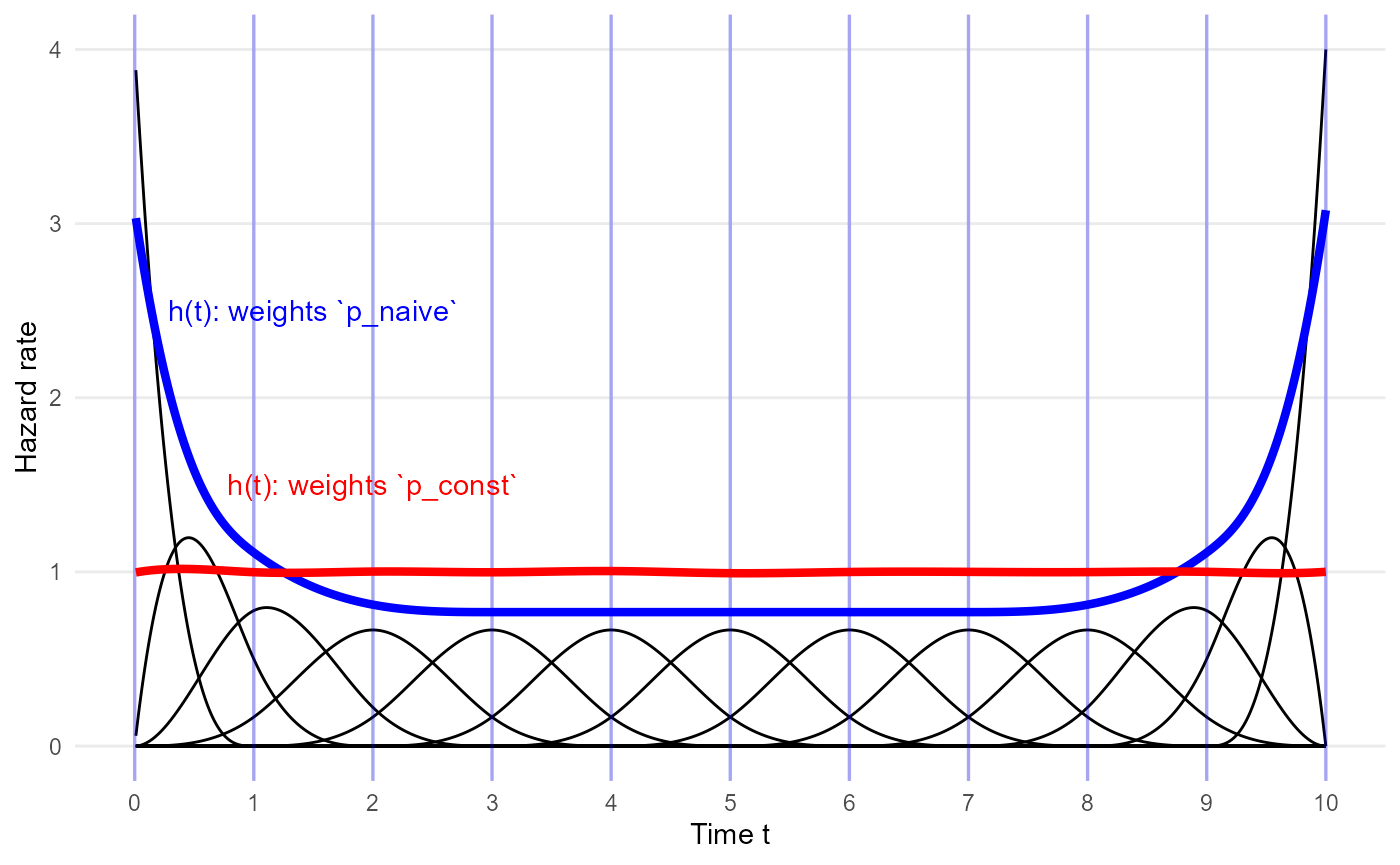 4
3
2
1
0
Hazard rate
h(t): weights `p_naive`
h(t): weights `p_const`
0 1 2 3 4 5 6 7 8 9 10
Time t